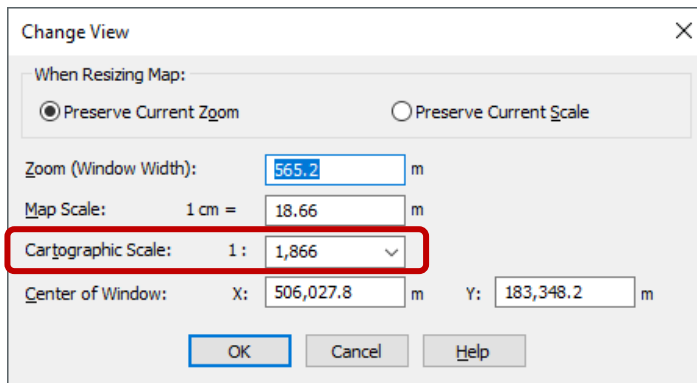 Change View
When Resizing Map:
Preserve Current Zoom Preserve Current Scale
Zoom (Window Width): 565.2 m
Map Scale: 1 cm = 18.66 m
Cartographic Scale: 1 : 1,866
Center of Window: X: 506,027.8 m Y: 183,348.2 m
OK Cancel Help